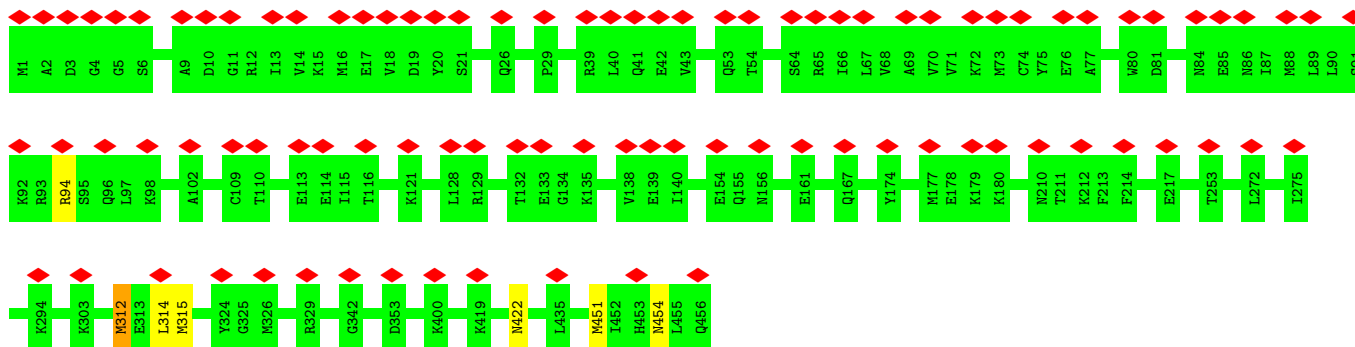 M1 A2 D3 G4 G5 S6 A9 D10 G11 R12 I13 V14 K15 M16 E17 V18 D19 Y20 S21 Q26 P29 R39 L40 Q41 E42 V43 Q53 T54 S64 R65 I66 L67 V68 A69 V70 V71 K72 M73 C74 Y75 E76 A77 W80 D81 N84 E85 N86 I87 M88 L89 L90 S91
K92 R93 R94 S95 Q96 L97 K98 A102 C109 T110 E113 E114 I115 T116 K121 L128 R129 T132 E133 G134 K135 V138 E139 I140 E154 Q155 N156 E161 Q167 Y174 M177 E178 K179 K180 N210 T211 K212 F213 F214 E217 T253 L272 I275
K294 K303 M312 E313 L314 M315 Y324 G325 M326 R329 G342 D353 K400 K419 N422 L435 M451 I452 H453 N454 L455 Q456